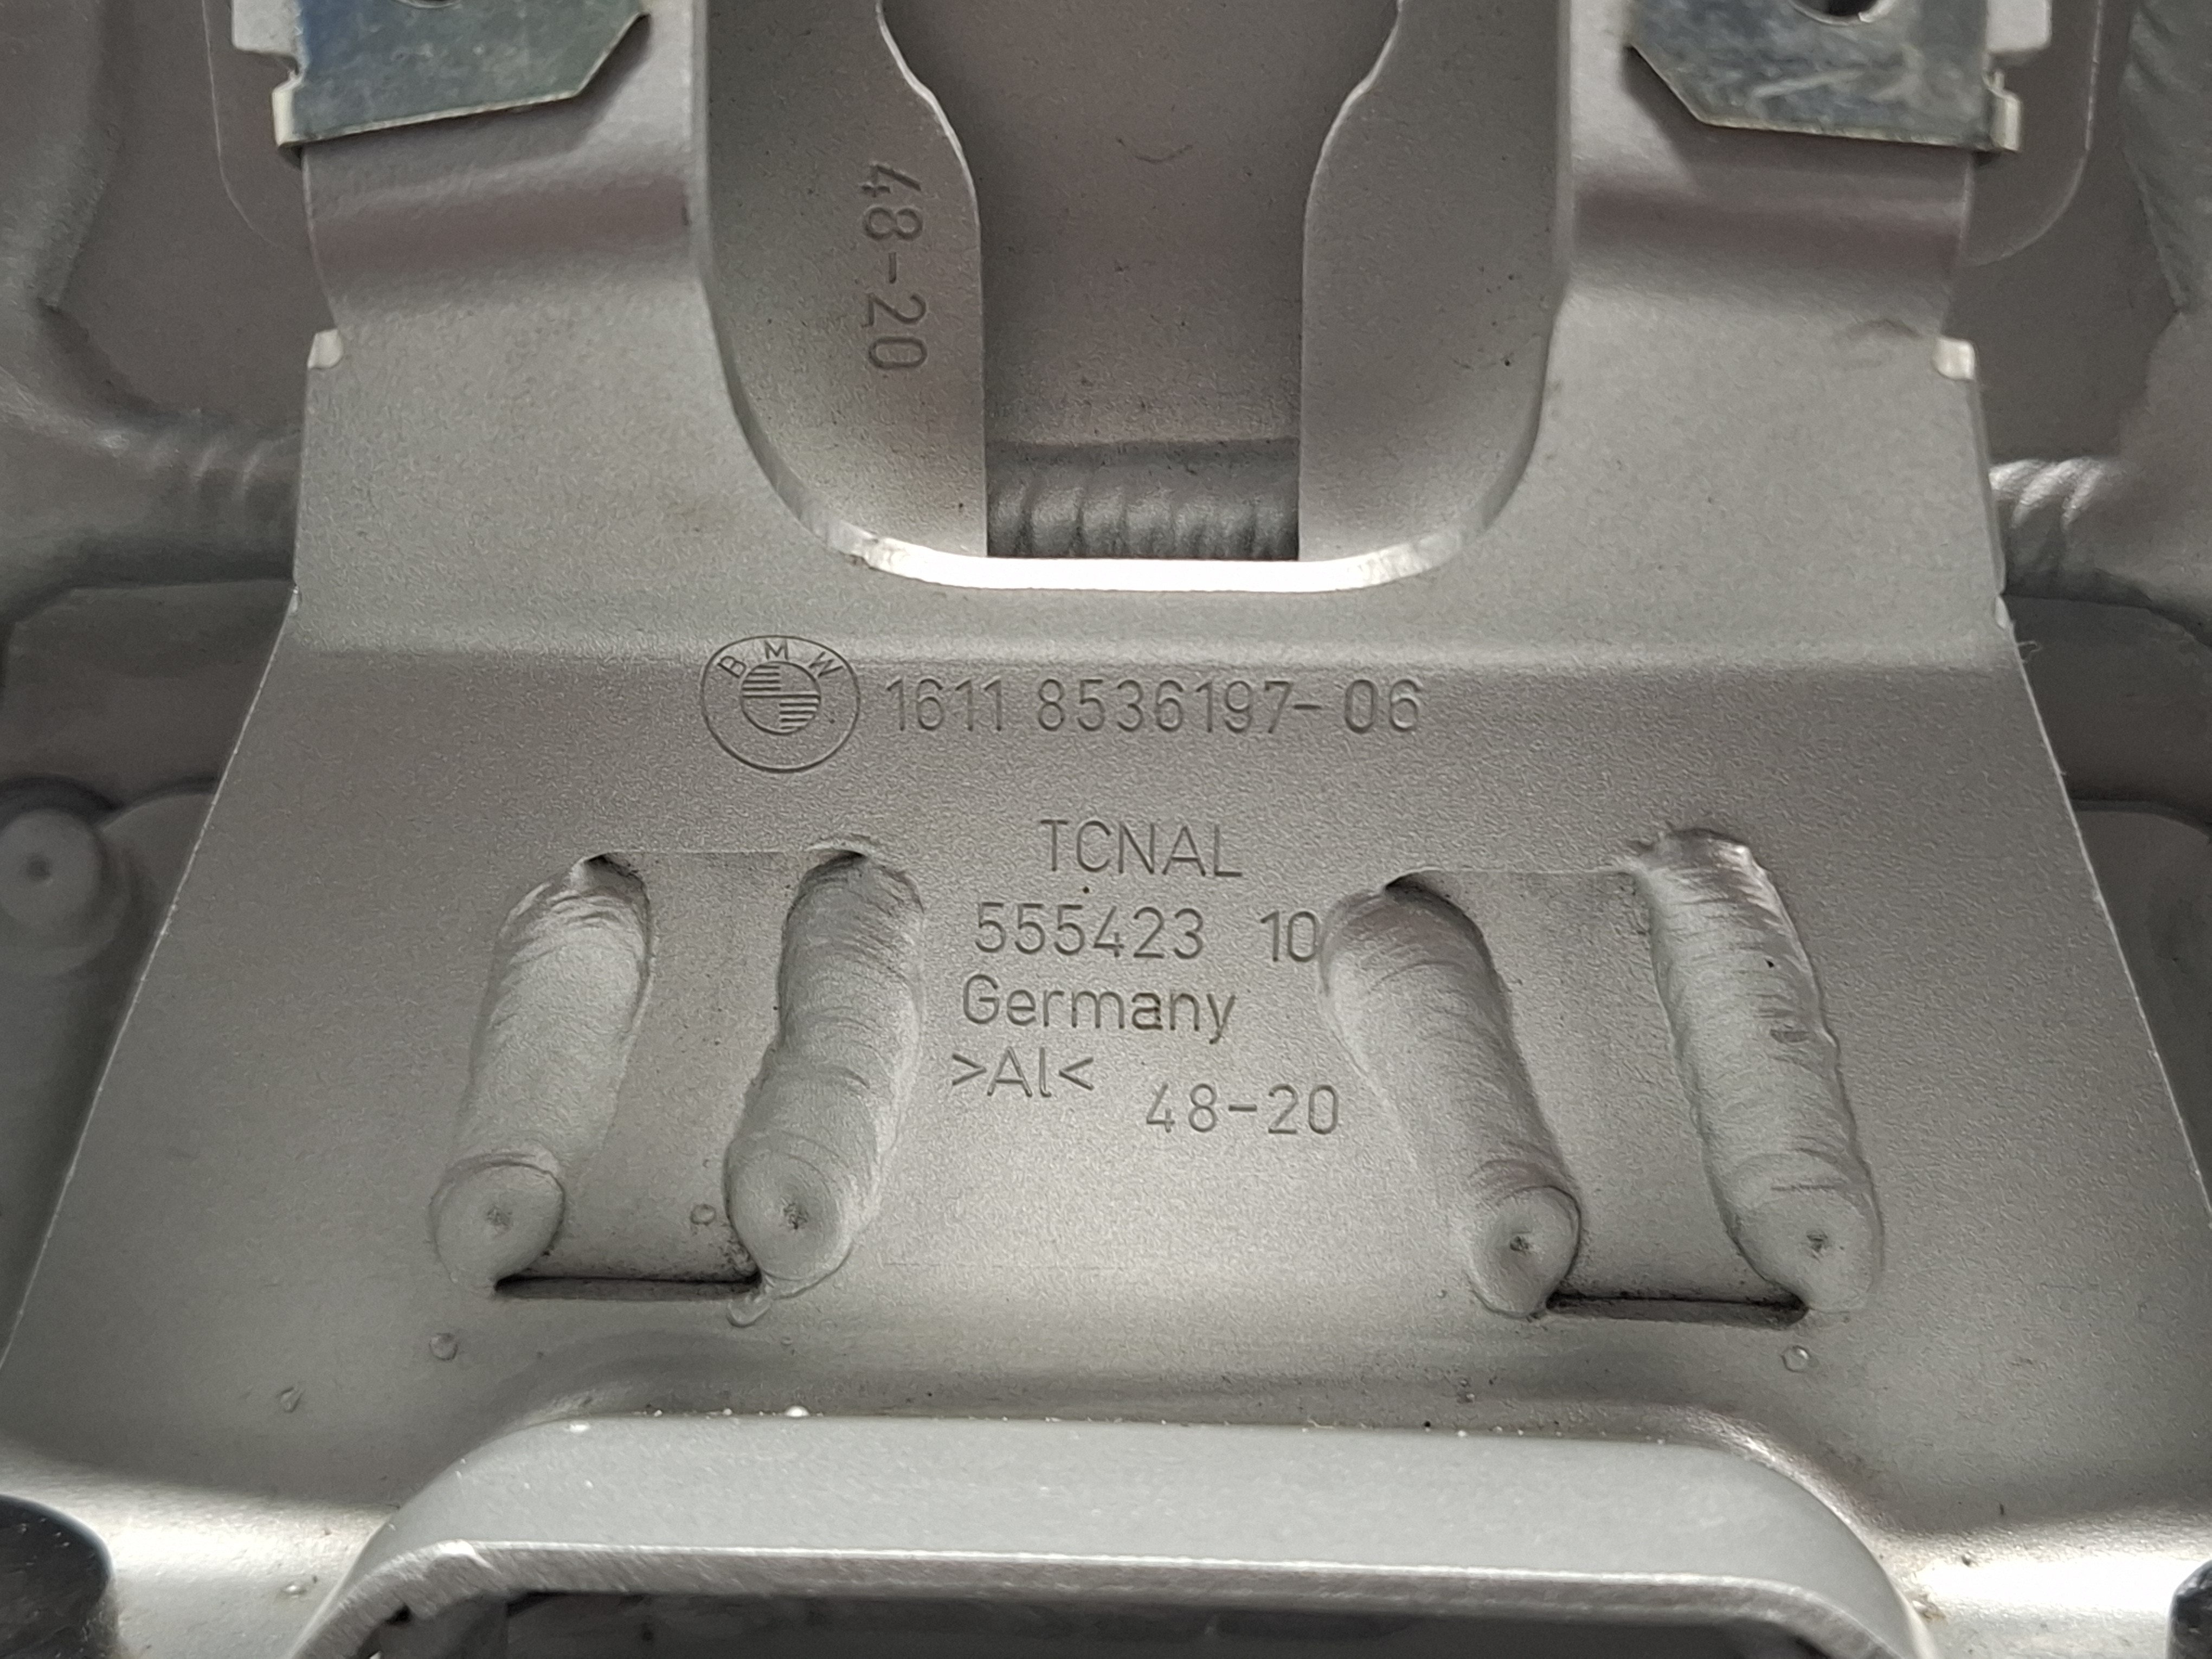 48-20
BMW 1611 8536197-06
TCNAL
555423 10
Germany
>Al<
48-20